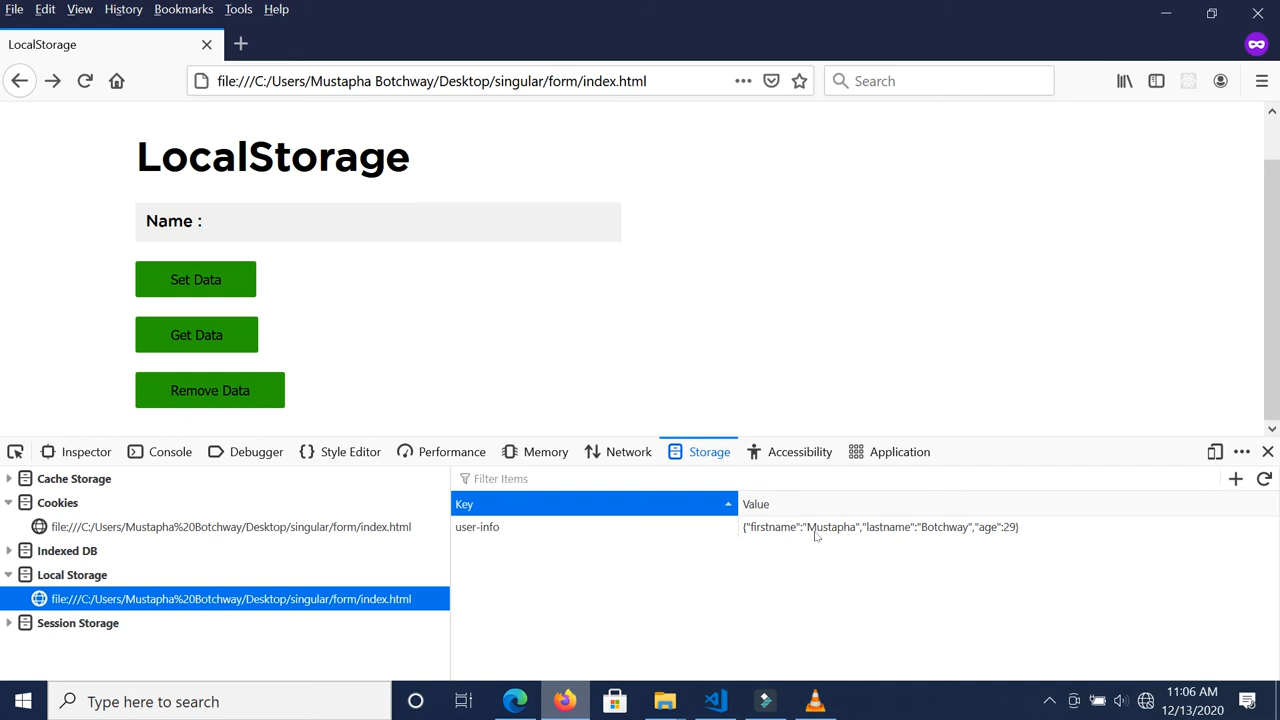 File Edit View History Bookmarks Tools Help
LocalStorage
file:///C:/Users/Mustapha Botchway/Desktop/singular/form/index.html
Search
LocalStorage
Name :
Set Data
Get Data
Remove Data
Inspector Console Debugger Style Editor Performance Memory Network Storage Accessibility Application
Cache Storage
Filter Items
Cookies
Key Value
file:///C:/Users/Mustapha%20Botchway/Desktop/singular/form/index.html
user-info {"firstname":"Mustapha","lastname":"Botchway","age":29}
Indexed DB
Local Storage
file:///C:/Users/Mustapha%20Botchway/Desktop/singular/form/index.html
Session Storage
Type here to search
11:06 AM
12/13/2020